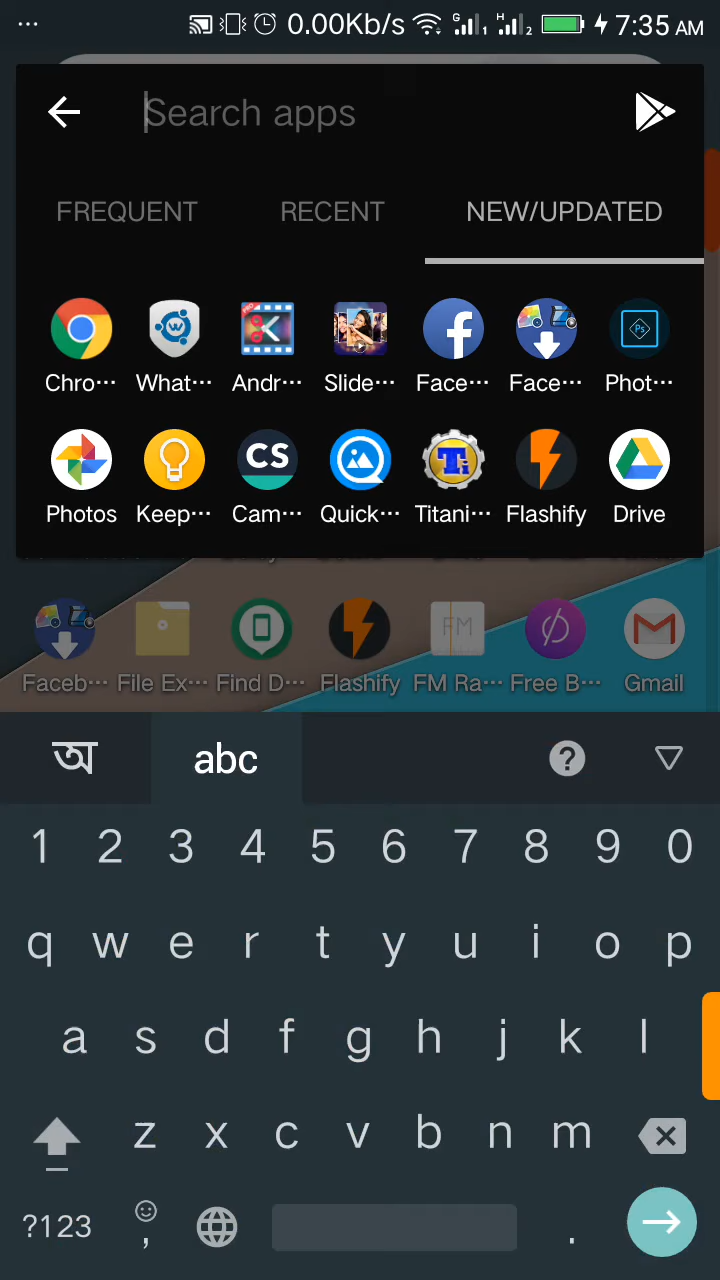 ... 0.00Kb/s G 1 H 2 7:35 AM
Search apps
FREQUENT RECENT NEW/UPDATED
Chro··· What··· Andr··· Slide··· Face··· Face··· Phot···
Photos Keep··· Cam··· Quick··· Titani··· Flashify Drive
Faceb··· File Ex··· Find D··· Flashify FM Ra··· Free B··· Gmail
অ abc ?
1 2 3 4 5 6 7 8 9 0
q w e r t y u i o p
a s d f g h j k l
z x c v b n m
?123 , .